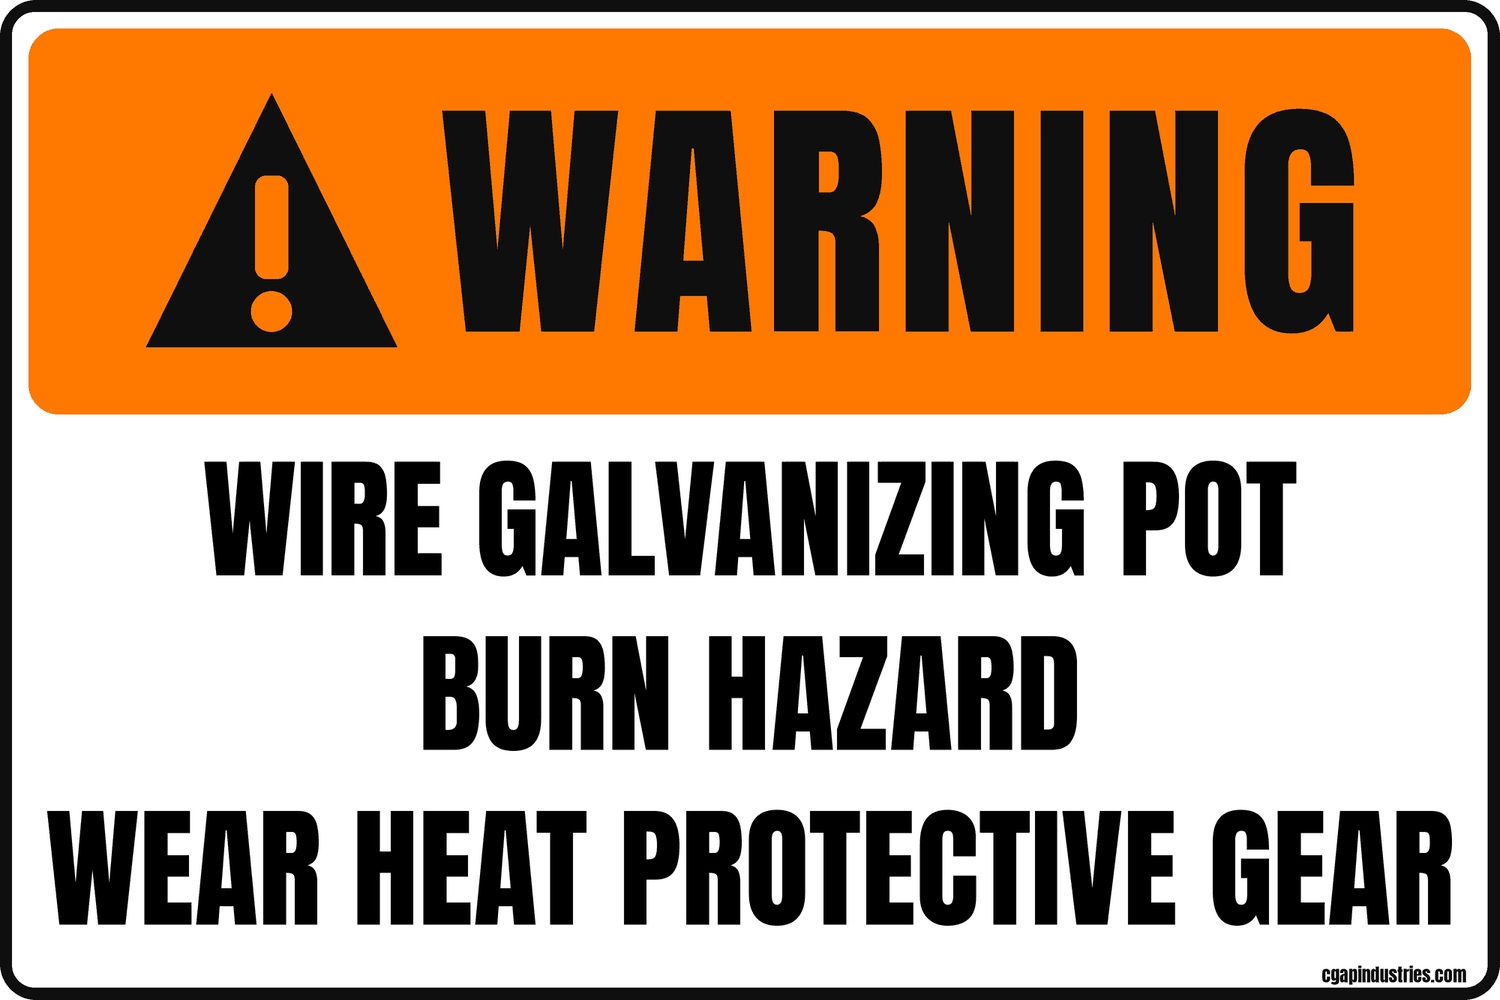 WARNING
WIRE GALVANIZING POT
BURN HAZARD
WEAR HEAT PROTECTIVE GEAR
cgapindustries.com